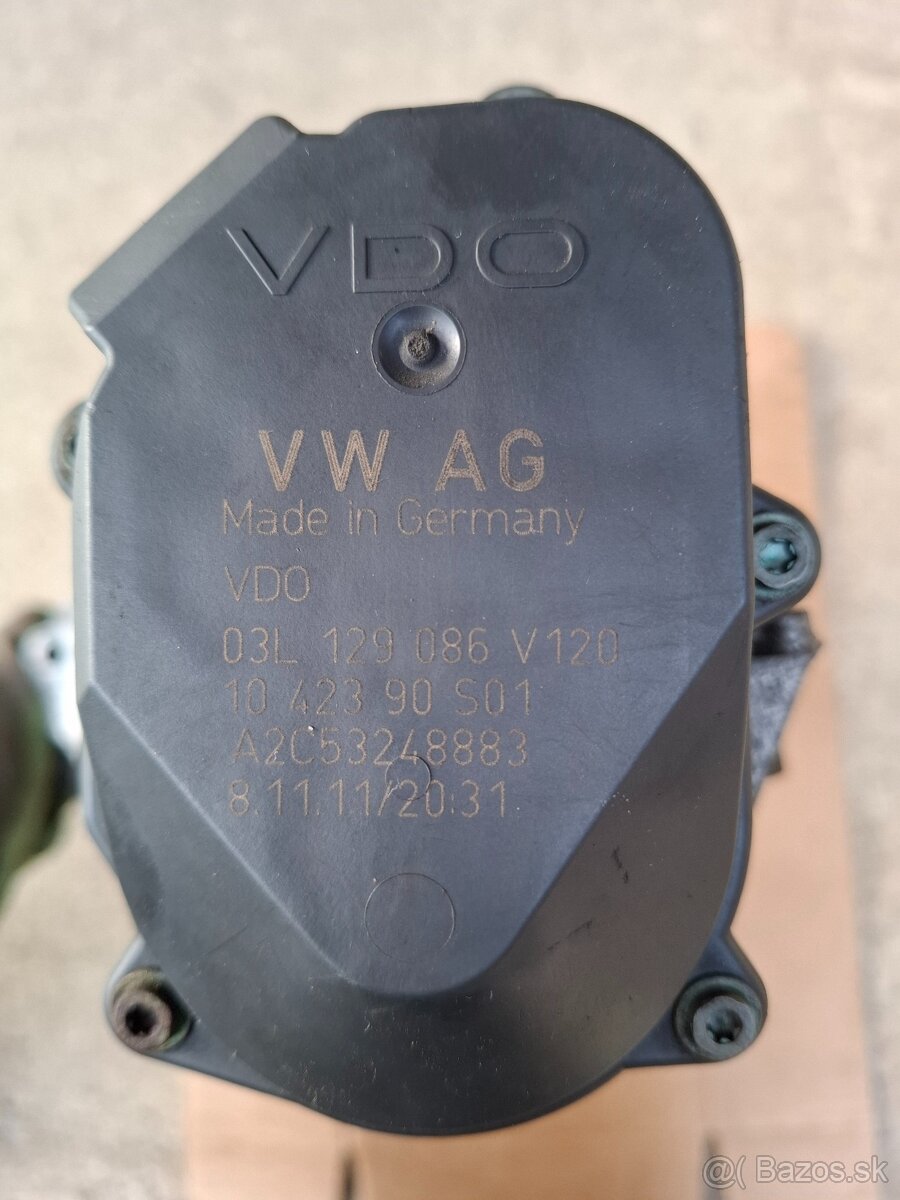 VDO
VW AG
Made in Germany
VDO
03L 129 086 V120
10 423 90 S01
A2C53248883
8.11.11/20:31
@( Bazos.sk